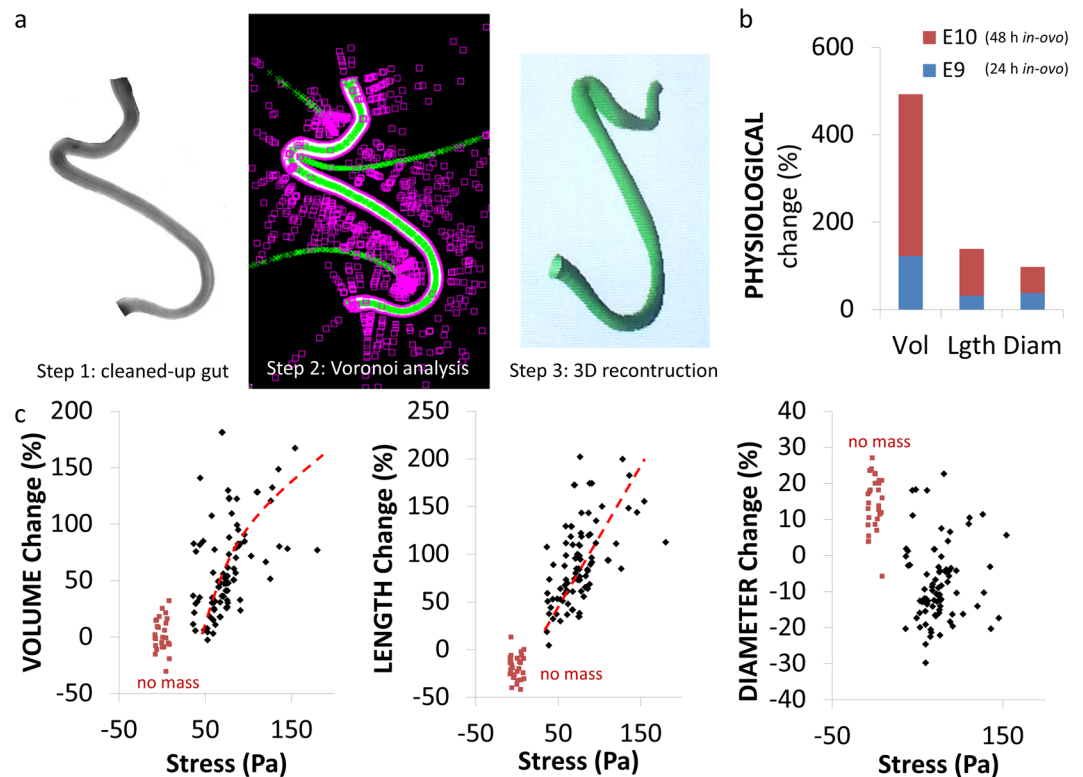 a
Step 1: cleaned-up gut
Step 2: Voronoi analysis
Step 3: 3D recontruction
b
E10 (48 h in-ovo)
E9 (24 h in-ovo)
PHYSIOLOGICAL
change (%)
600
400
200
0
Vol Lgth Diam
c
VOLUME Change (%)
200
150
100
50
0
-50
no mass
-50 50 150
Stress (Pa)
LENGTH Change (%)
250
200
150
100
50
0
-50
no mass
-50 50 150
Stress (Pa)
DIAMETER Change (%)
40
30
20
10
0
-10
-20
-30
-40
no mass
-50 150
Stress (Pa)